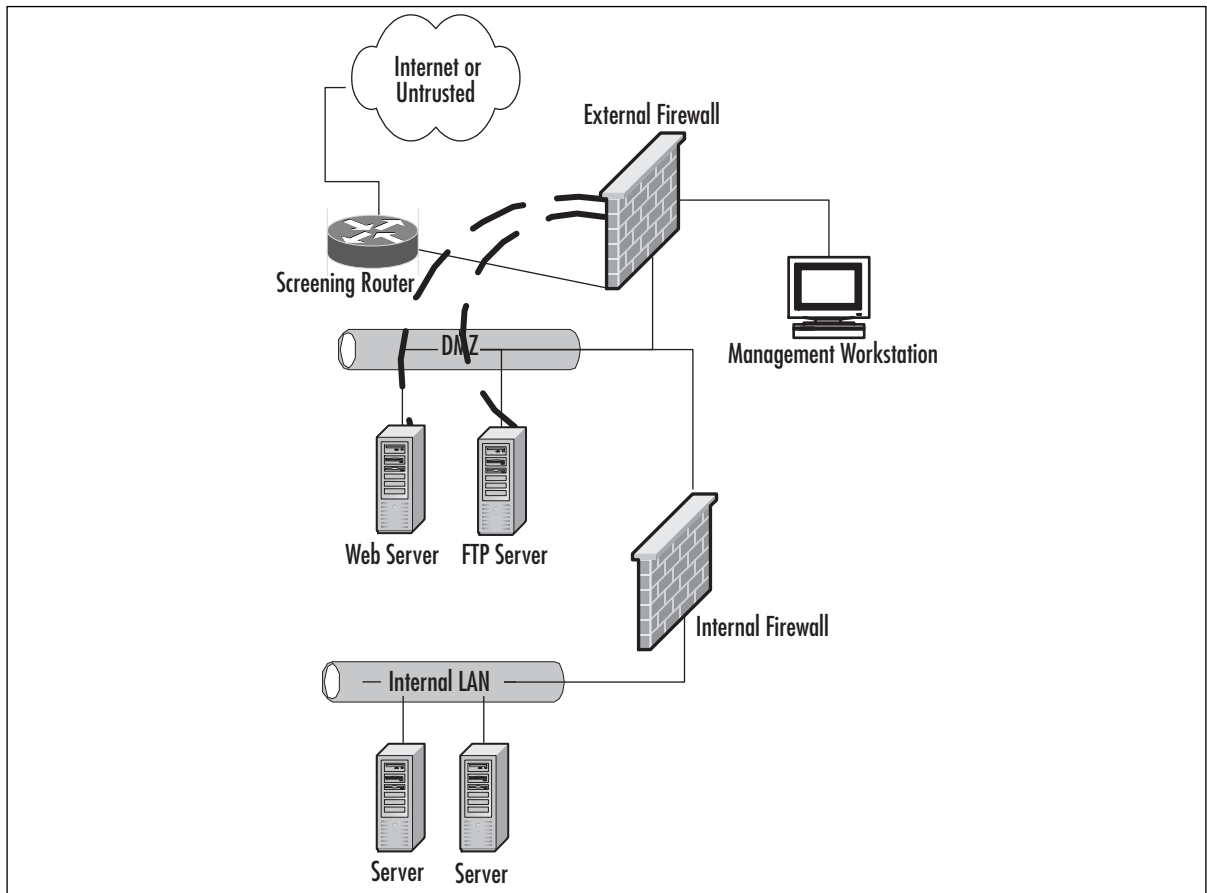 Internet or
Untrusted
External Firewall
Screening Router
DMZ
Management Workstation
Web Server
FTP Server
Internal Firewall
Internal LAN
Server
Server